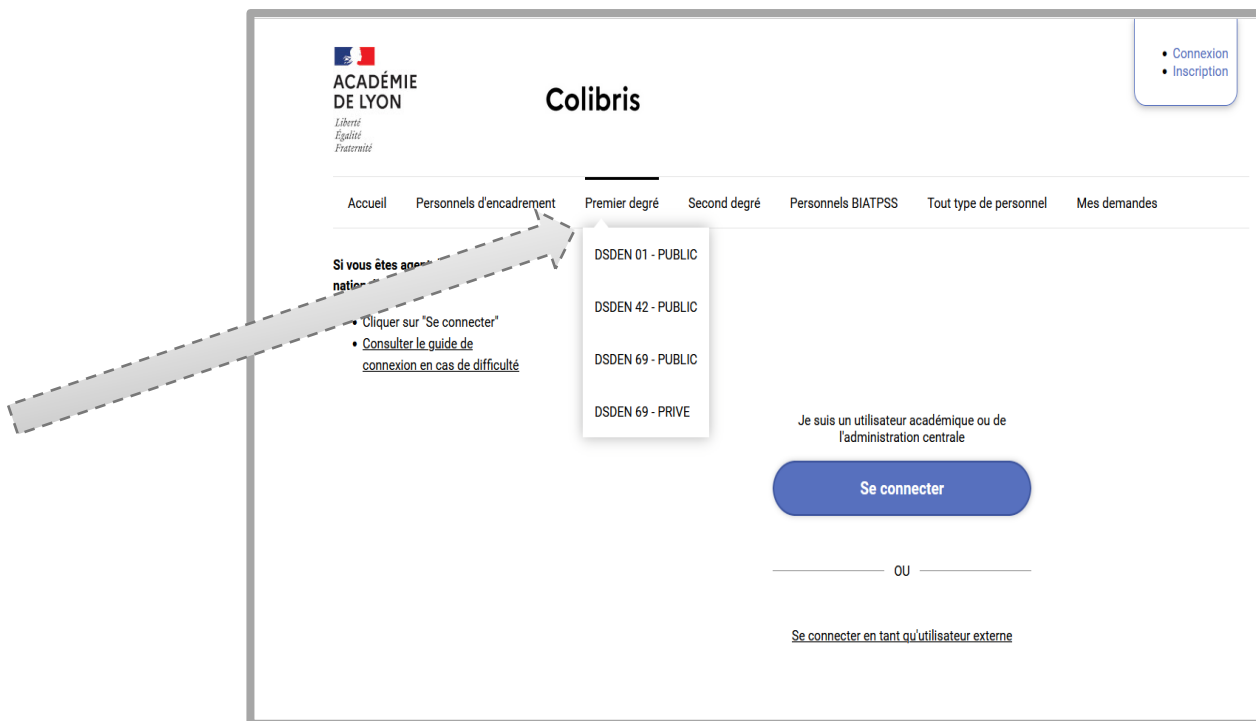 Connexion
Inscription
ACADÉMIE
DE LYON
Liberté
Égalité
Fraternité
Colibris
Accueil Personnels d'encadrement Premier degré Second degré Personnels BIATPSS Tout type de personnel Mes demandes
DSDEN 01 - PUBLIC
DSDEN 42 - PUBLIC
DSDEN 69 - PUBLIC
DSDEN 69 - PRIVE
Si vous êtes
Cliquer sur "Se connecter"
Consulter le guide de
connexion en cas de difficulté
Je suis un utilisateur académique ou de
l'administration centrale
Se connecter
OU
Se connecter en tant qu'utilisateur externe